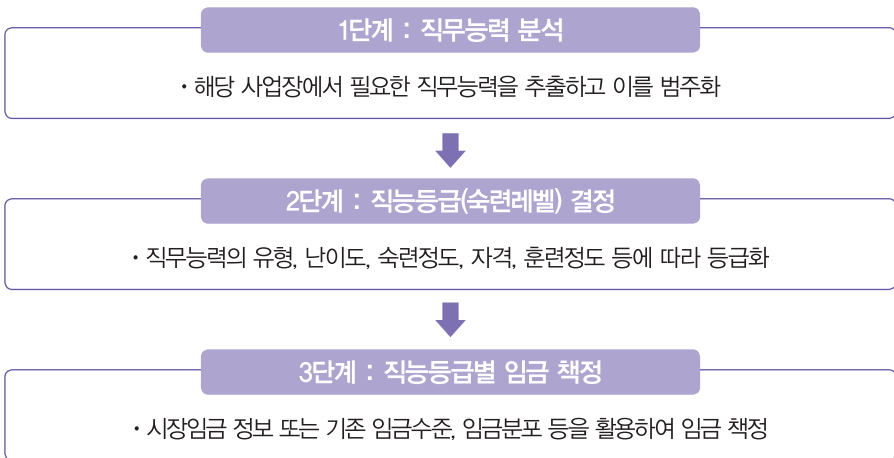 1단계 : 직무능력 분석
• 해당 사업장에서 필요한 직무능력을 추출하고 이를 범주화
2단계 : 직능등급(숙련레벨) 결정
• 직무능력의 유형, 난이도, 숙련정도, 자격, 훈련정도 등에 따라 등급화
3단계 : 직능등급별 임금 책정
• 시장임금 정보 또는 기존 임금수준, 임금분포 등을 활용하여 임금 책정